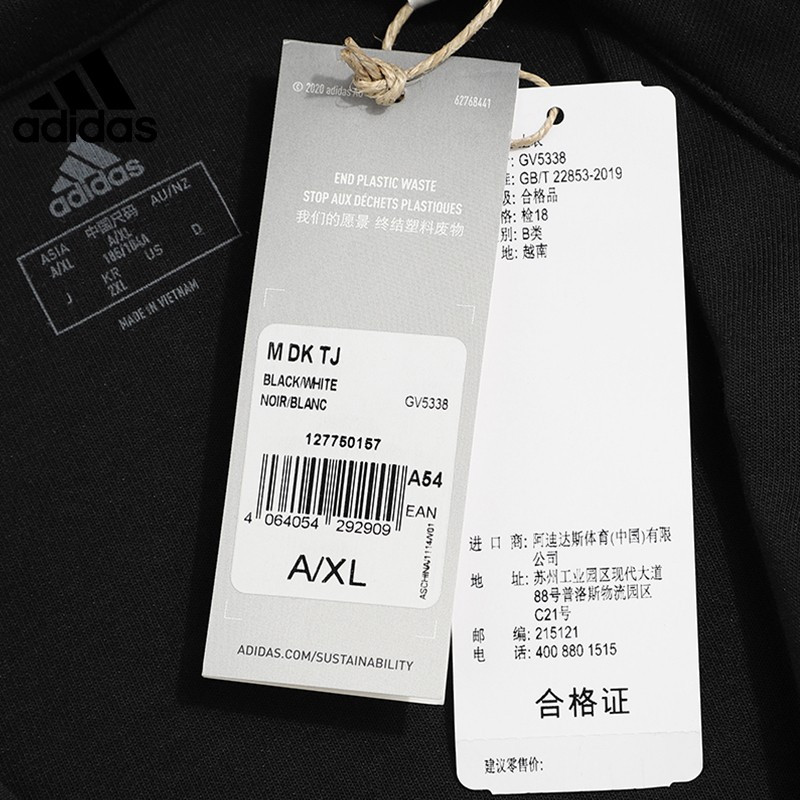 adidas
adidas
ASIA 中国尺码 AU/NZ
A/XL A/XL
J KR US D
2XL
MADE IN VIETNAM
© 2020 adidas AG
62768441
END PLASTIC WASTE
STOP AUX DÉCHETS PLASTIQUES
我们的愿景 终结塑料废物
M DK TJ
BLACK/WHITE
NOIR/BLANC GV5338
127750157
A54
EAN
4 064054 292909
A/XL
ADIDAS.COM/SUSTAINABILITY
: GV5338
: GB/T 22853-2019
级: 合格品
格: 检18
别: B类
地: 越南
进 口 商: 阿迪达斯体育(中国)有限
公司
地 址: 苏州工业园区现代大道
88号普洛斯物流园区
C21号
邮 编: 215121
电 话: 400 880 1515
合格证
建议零售价: